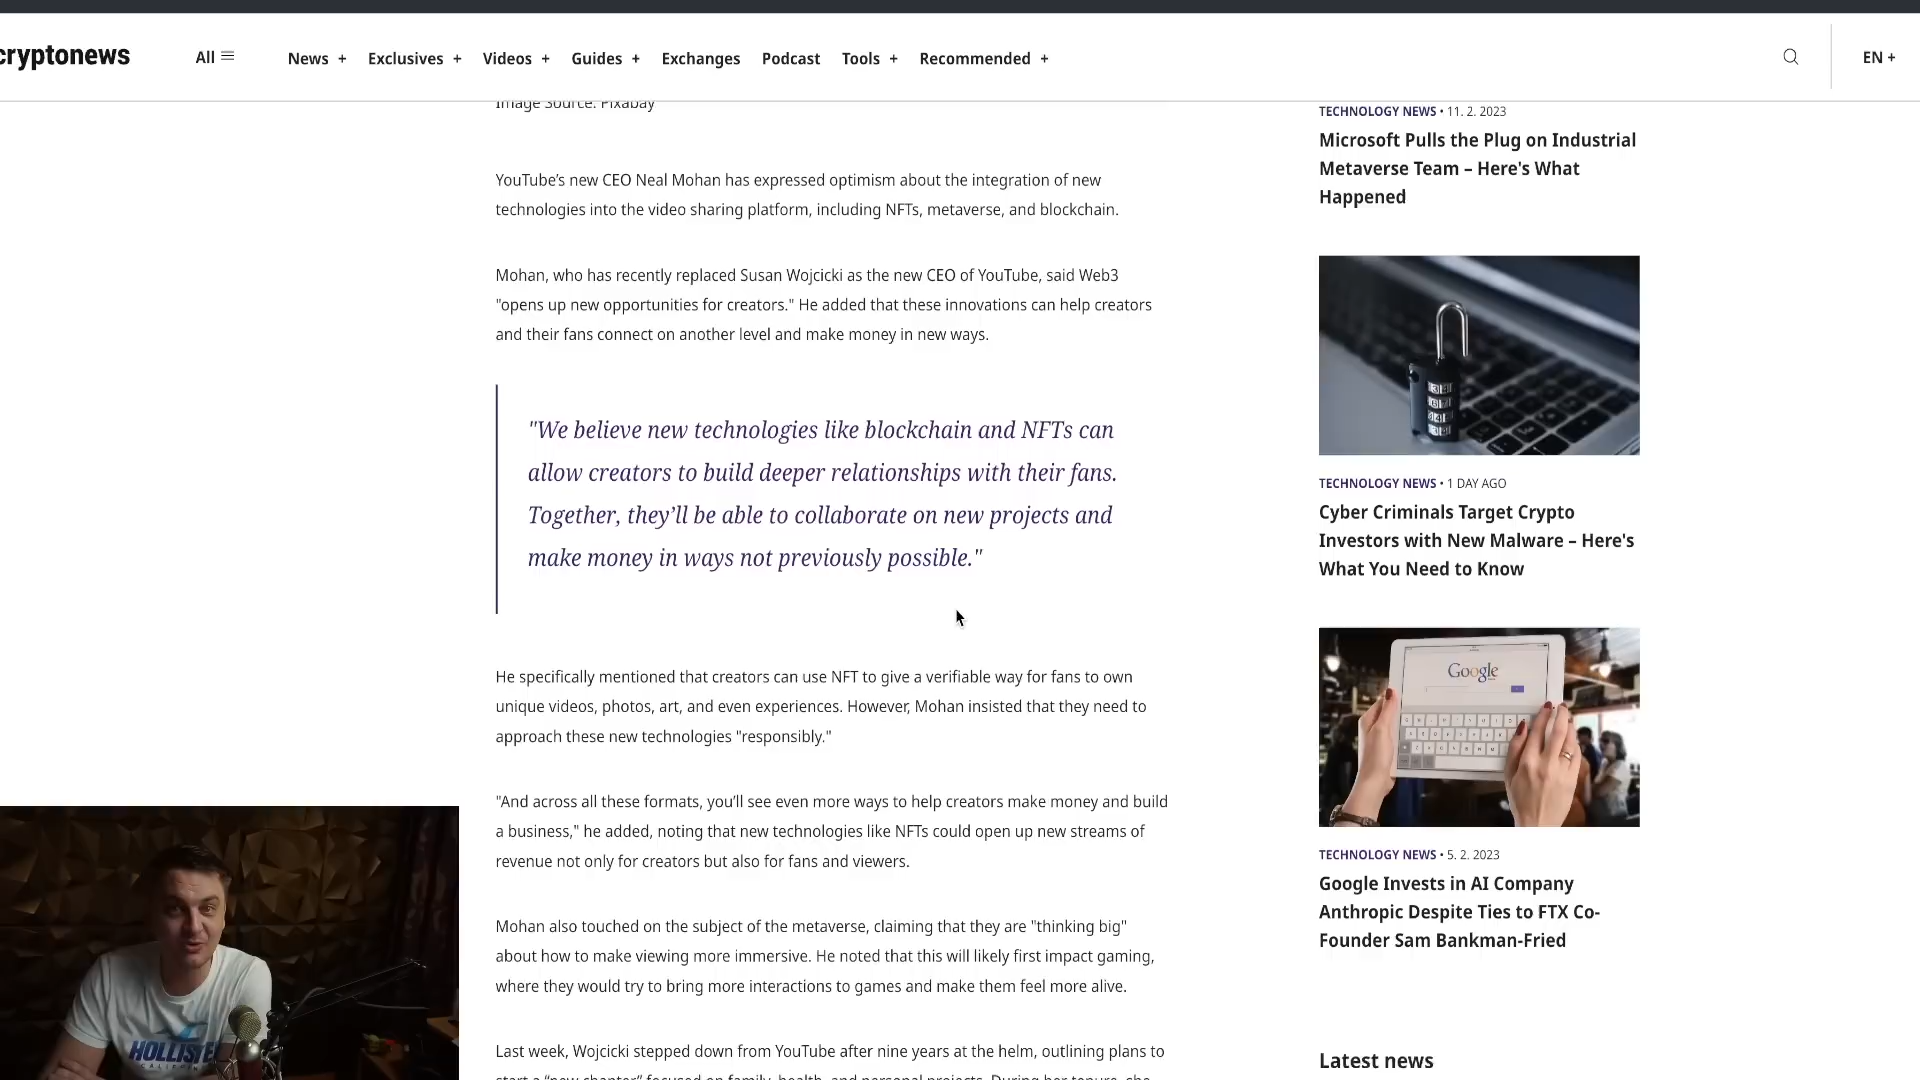 cryptonews
All
News +
Exclusives +
Videos +
Guides +
Exchanges
Podcast
Tools +
Recommended +
EN +
Image Source: Pixabay
YouTube’s new CEO Neal Mohan has expressed optimism about the integration of new
technologies into the video sharing platform, including NFTs, metaverse, and blockchain.
Mohan, who has recently replaced Susan Wojcicki as the new CEO of YouTube, said Web3
"opens up new opportunities for creators." He added that these innovations can help creators
and their fans connect on another level and make money in new ways.
"We believe new technologies like blockchain and NFTs can
allow creators to build deeper relationships with their fans.
Together, they’ll be able to collaborate on new projects and
make money in ways not previously possible."
He specifically mentioned that creators can use NFT to give a verifiable way for fans to own
unique videos, photos, art, and even experiences. However, Mohan insisted that they need to
approach these new technologies "responsibly."
"And across all these formats, you’ll see even more ways to help creators make money and build
a business," he added, noting that new technologies like NFTs could open up new streams of
revenue not only for creators but also for fans and viewers.
Mohan also touched on the subject of the metaverse, claiming that they are "thinking big"
about how to make viewing more immersive. He noted that this will likely first impact gaming,
where they would try to bring more interactions to games and make them feel more alive.
Last week, Wojcicki stepped down from YouTube after nine years at the helm, outlining plans to
start a “new chapter” focused on family, health, and personal projects. During her tenure, she
TECHNOLOGY NEWS • 11. 2. 2023
Microsoft Pulls the Plug on Industrial
Metaverse Team – Here's What
Happened
TECHNOLOGY NEWS • 1 DAY AGO
Cyber Criminals Target Crypto
Investors with New Malware – Here's
What You Need to Know
Google
TECHNOLOGY NEWS • 5. 2. 2023
Google Invests in AI Company
Anthropic Despite Ties to FTX Co-
Founder Sam Bankman-Fried
Latest news
HOLLISTE